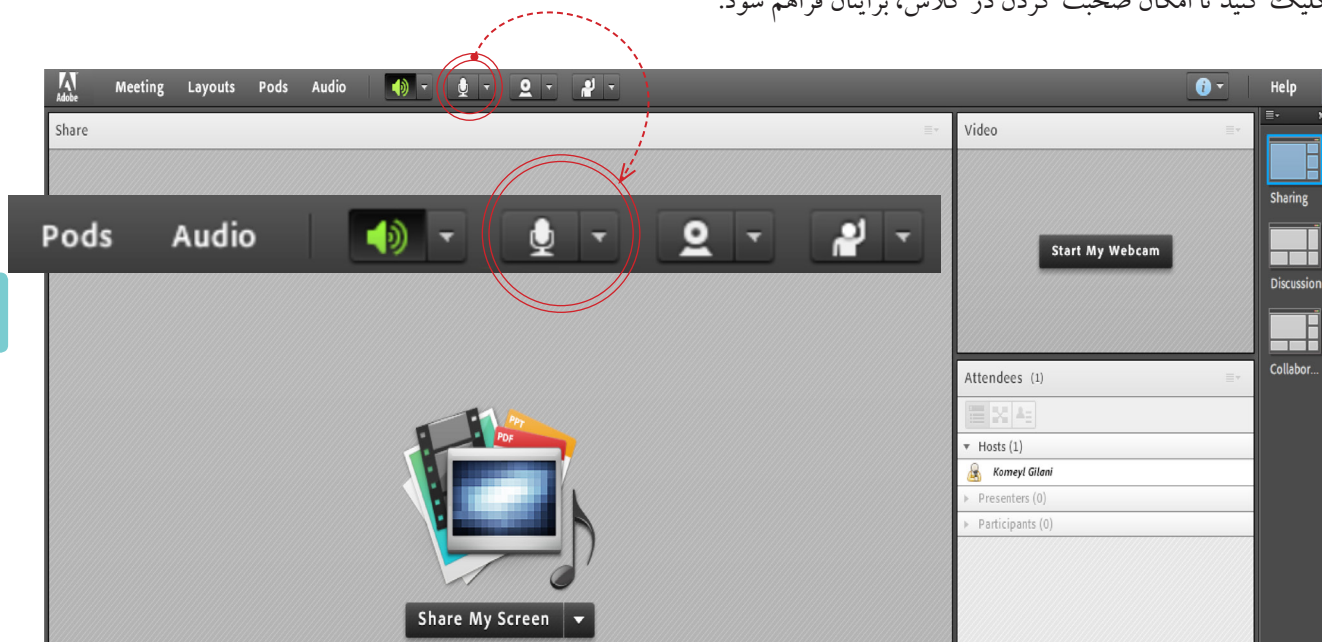 کلیک کنید تا امکان صحبت کردن در کلاس، برایتان فراهم شود.
Adobe
Meeting Layouts Pods Audio Help
Share
Video
Sharing
Pods Audio
Start My Webcam
Discussion
Attendees (1)
Collabor...
Hosts (1)
Komeyl Gilani
Presenters (0)
Participants (0)
PPT
PDF
Share My Screen